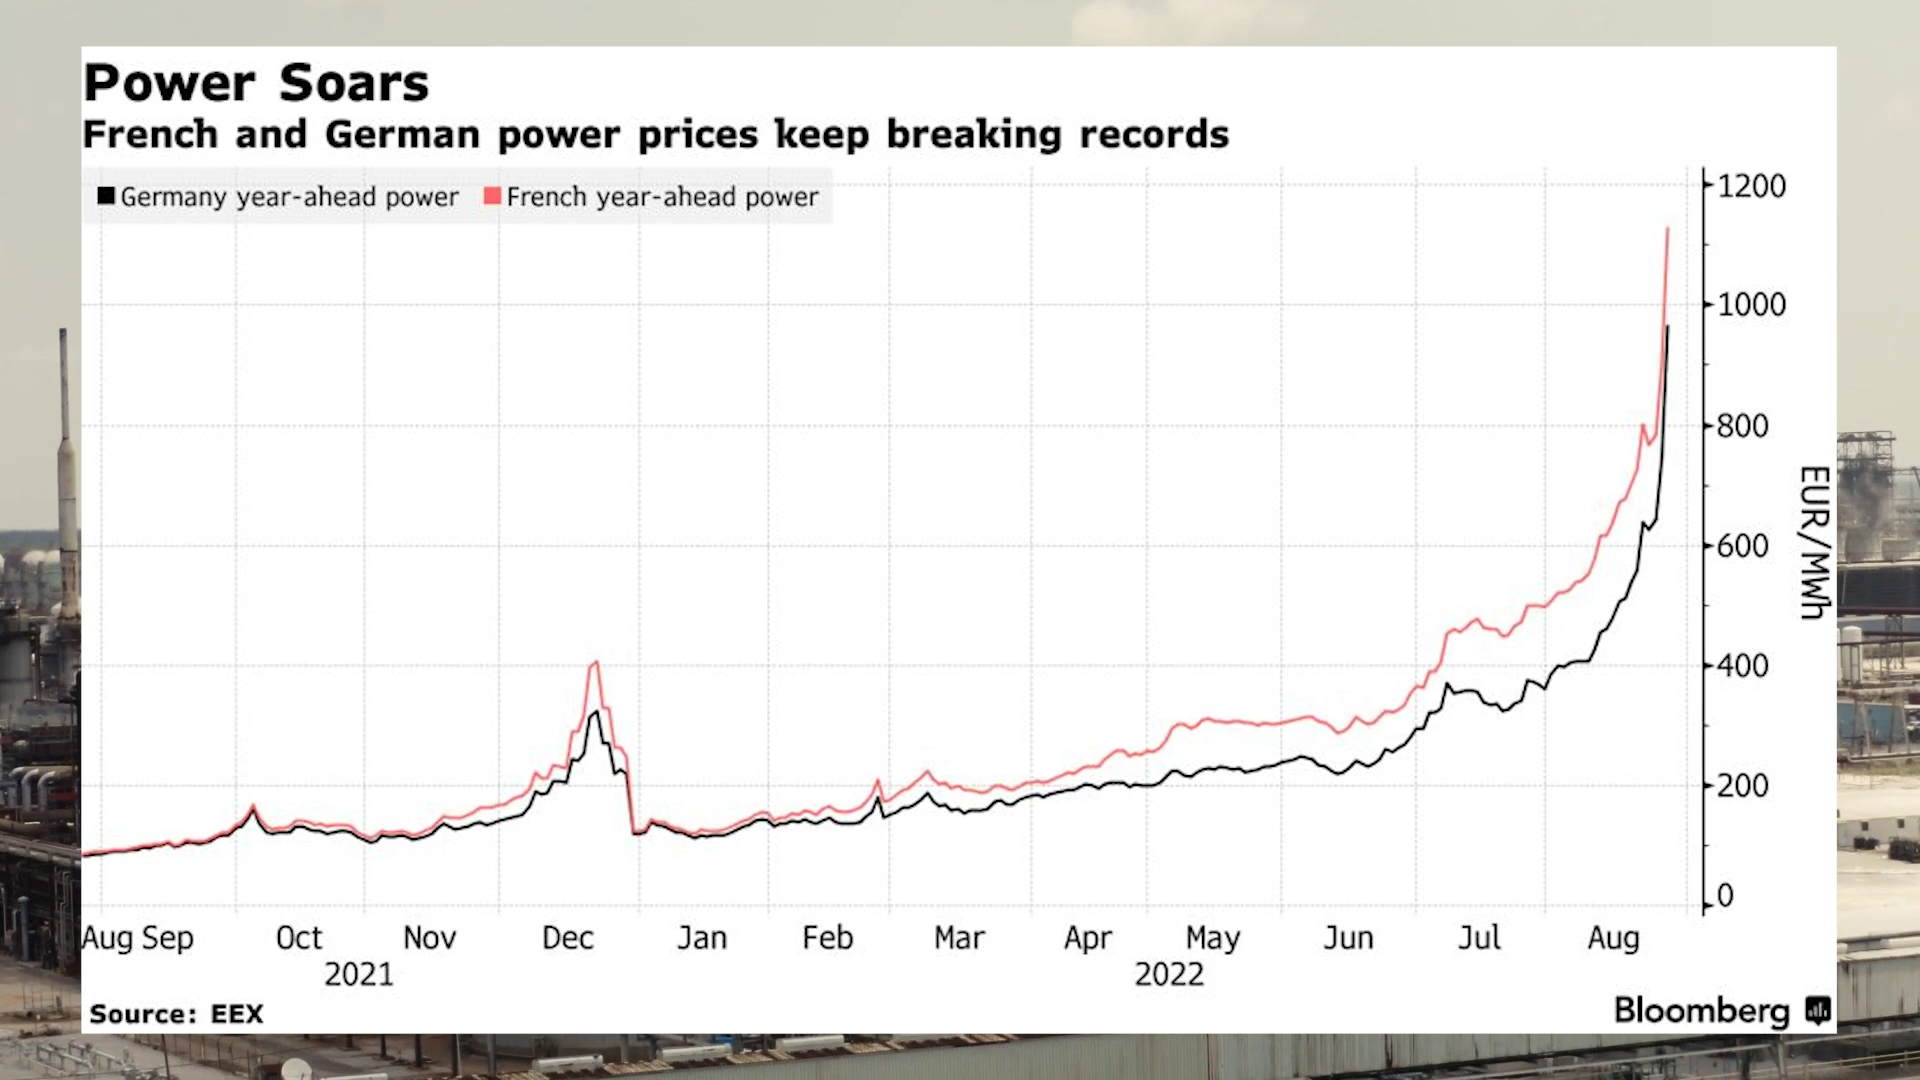 Power Soars
French and German power prices keep breaking records
Germany year-ahead power French year-ahead power
1200
1000
800
600
400
200
0
EUR/MWh
Aug Sep Oct Nov Dec Jan Feb Mar Apr May Jun Jul Aug
2021 2022
Source: EEX
Bloomberg